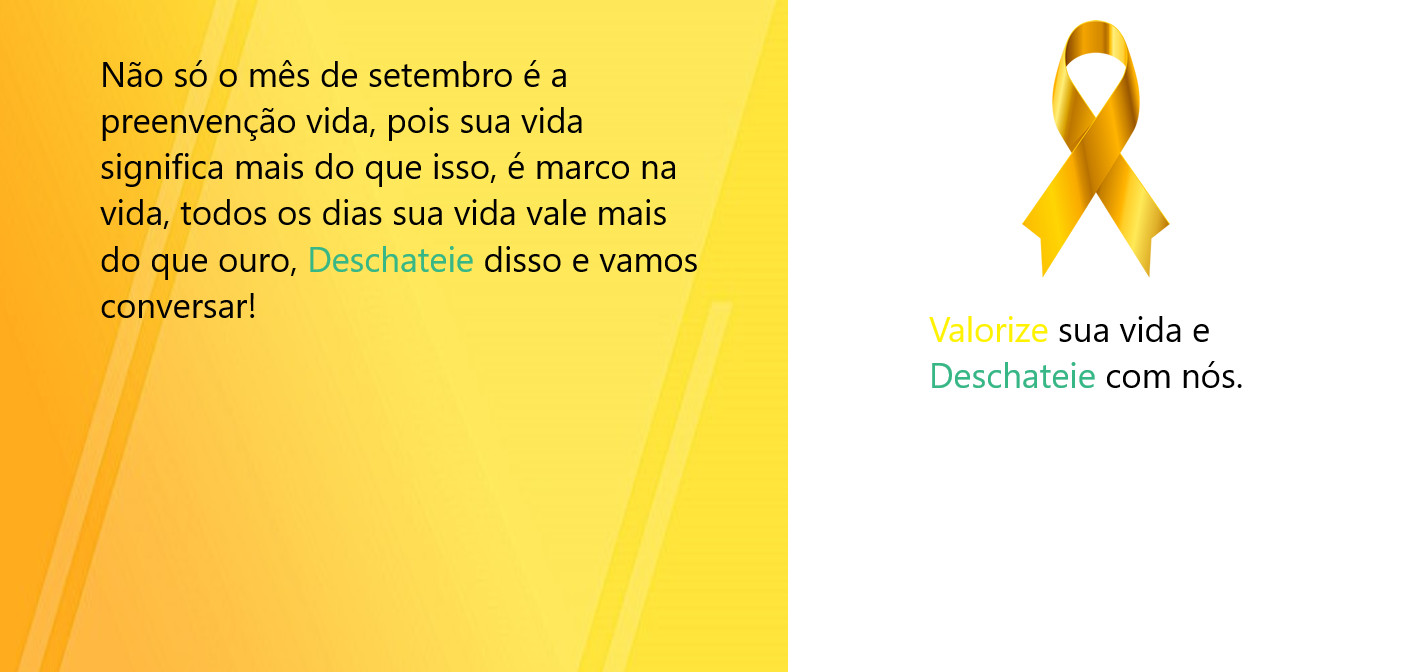 Não só o mês de setembro é a
preenvenção vida, pois sua vida
significa mais do que isso, é marco na
vida, todos os dias sua vida vale mais
do que ouro, Deschateie disso e vamos
conversar!
Valorize sua vida e
Deschateie com nós.